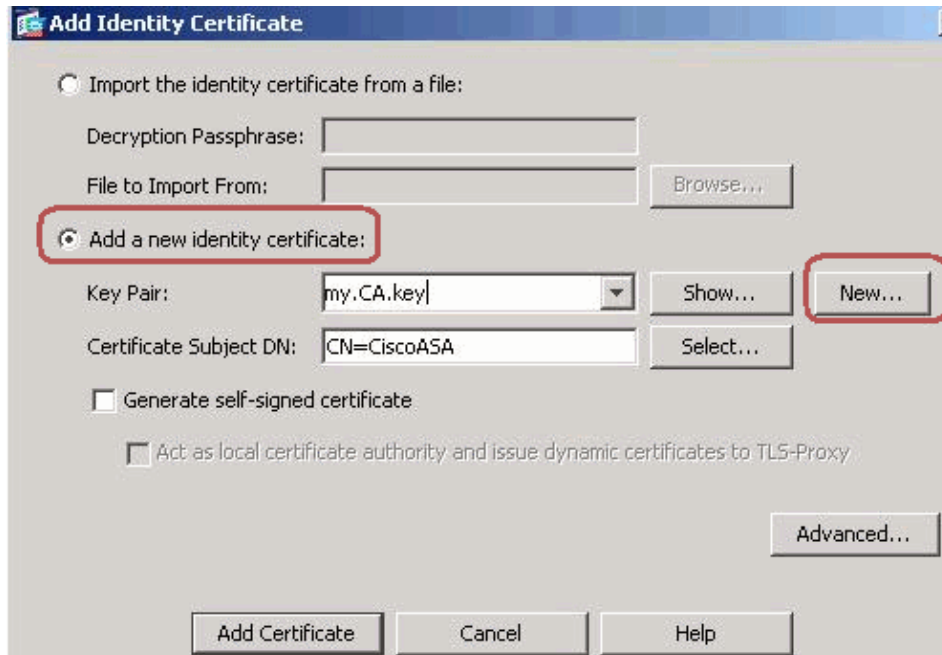 Add Identity Certificate
Import the identity certificate from a file:
Decryption Passphrase:
File to Import From: Browse...
Add a new identity certificate:
Key Pair: my.CA.key Show... New...
Certificate Subject DN: CN=CiscoASA Select...
Generate self-signed certificate
Act as local certificate authority and issue dynamic certificates to TLS-Proxy
Advanced...
Add Certificate Cancel Help